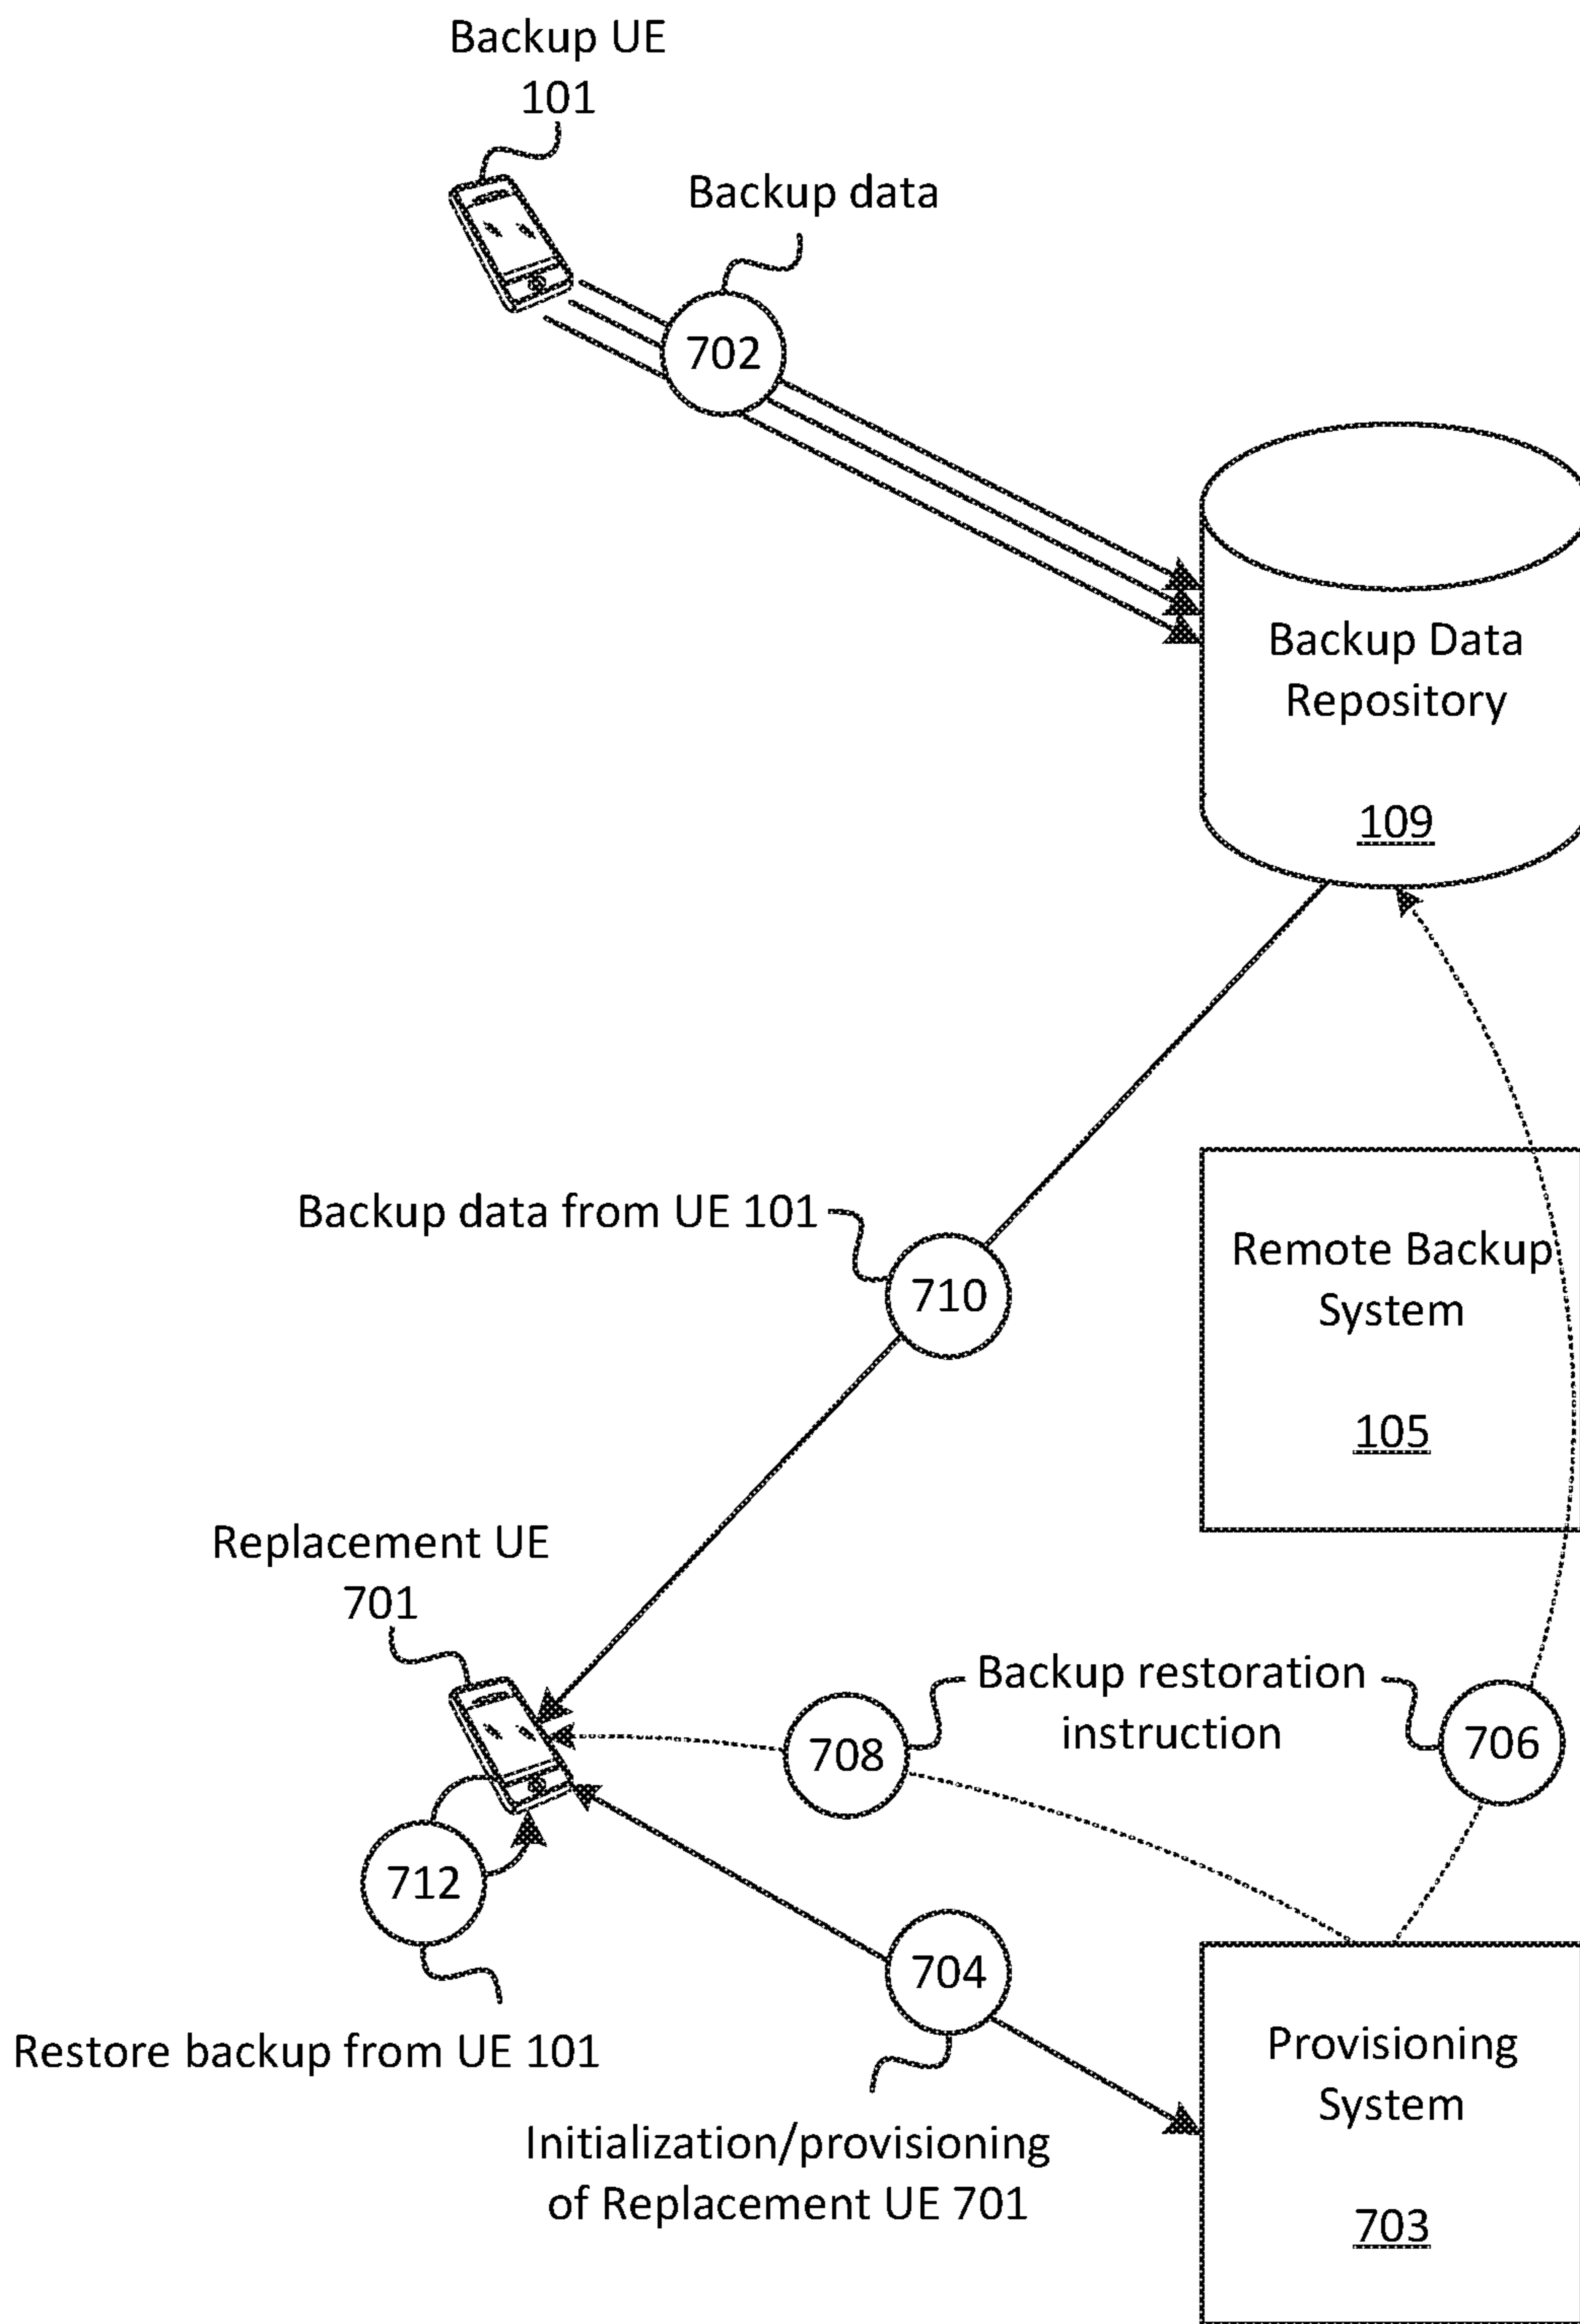 Backup UE
101
Backup data
702
Backup Data
Repository
109
Backup data from UE 101
710
Remote Backup
System
105
Replacement UE
701
Backup restoration
instruction
708
706
712
704
Restore backup from UE 101
Provisioning
System
703
Initialization/provisioning
of Replacement UE 701